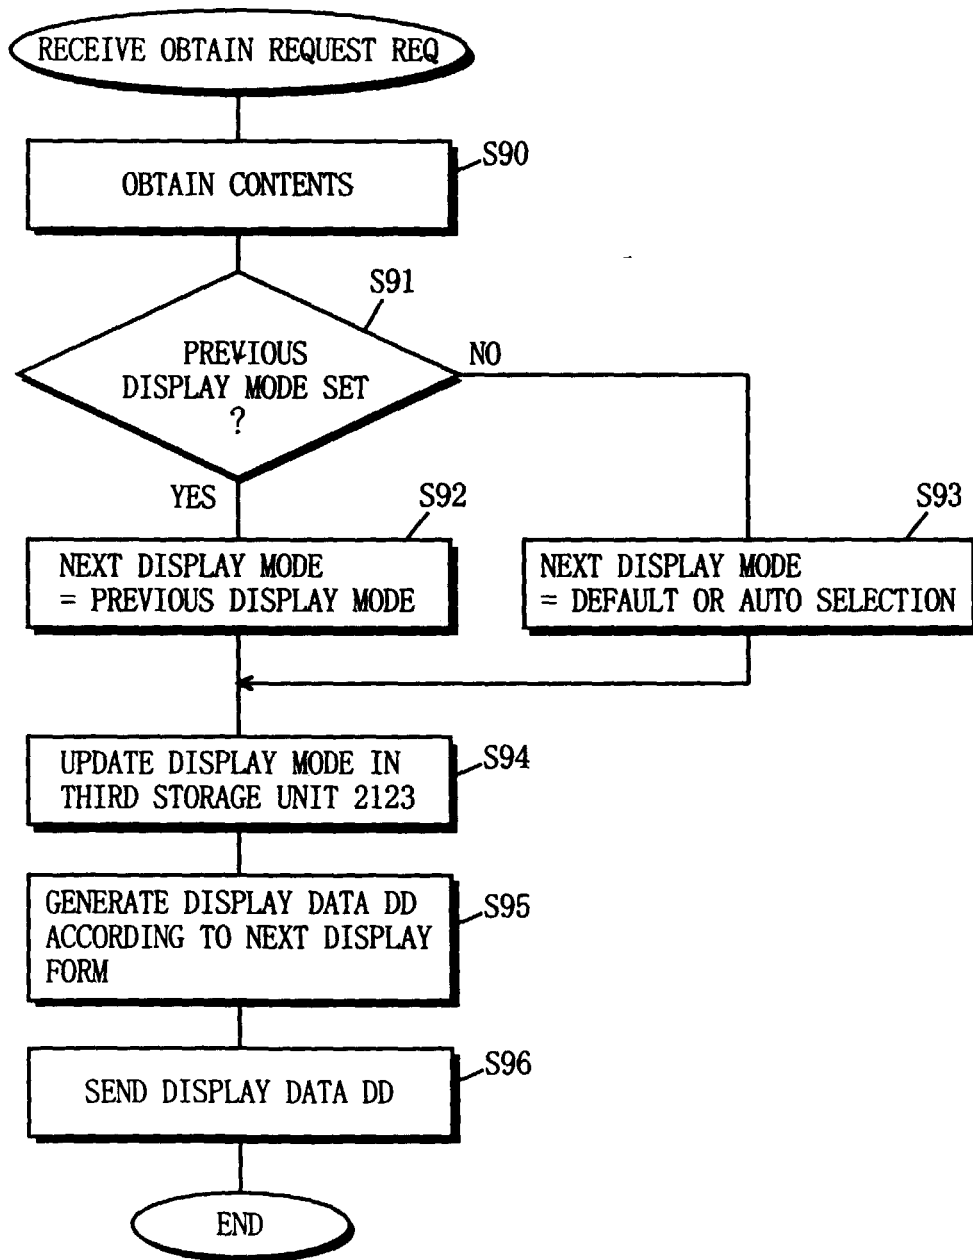 RECEIVE OBTAIN REQUEST REQ
S90
OBTAIN CONTENTS
S91
PREVIOUS
DISPLAY MODE SET
?
NO
YES
S92
NEXT DISPLAY MODE
= PREVIOUS DISPLAY MODE
S93
NEXT DISPLAY MODE
= DEFAULT OR AUTO SELECTION
UPDATE DISPLAY MODE IN
THIRD STORAGE UNIT 2123
S94
GENERATE DISPLAY DATA DD
ACCORDING TO NEXT DISPLAY
FORM
S95
SEND DISPLAY DATA DD
S96
END